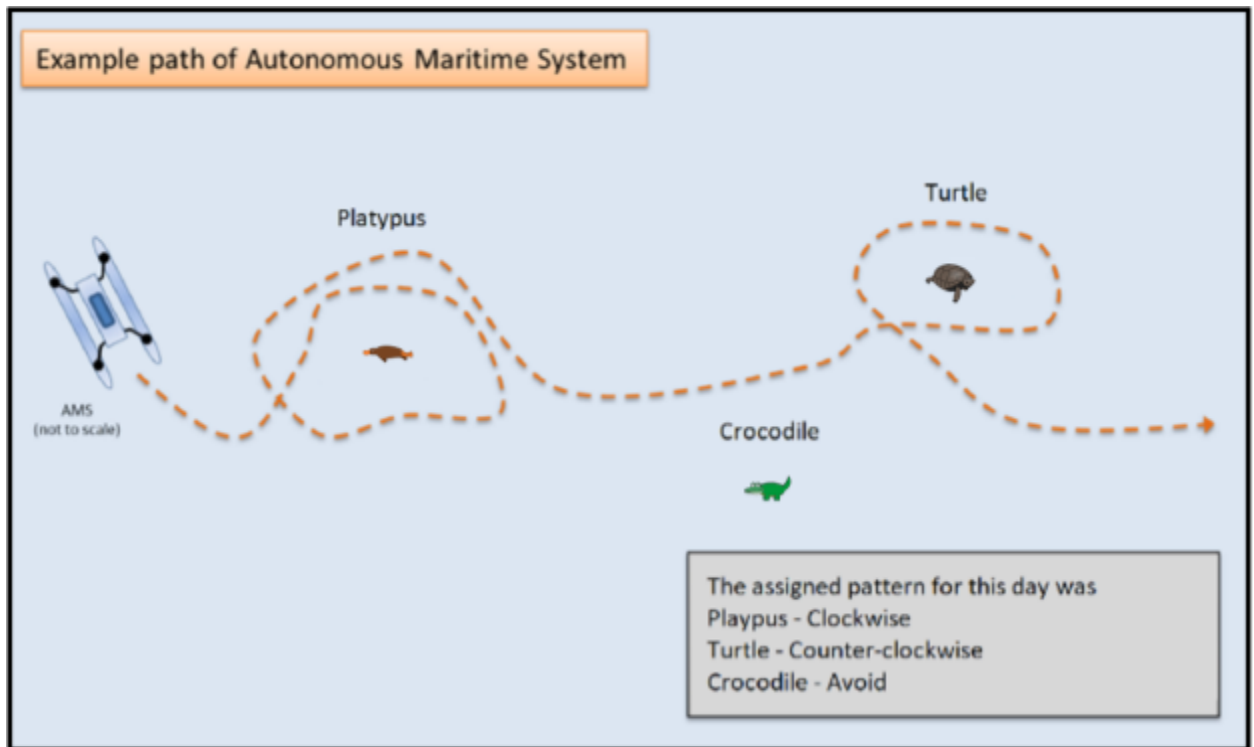 Example path of Autonomous Maritime System
Turtle
Platypus
AMS
(not to scale)
Crocodile
The assigned pattern for this day was
Playpus - Clockwise
Turtle - Counter-clockwise
Crocodile - Avoid